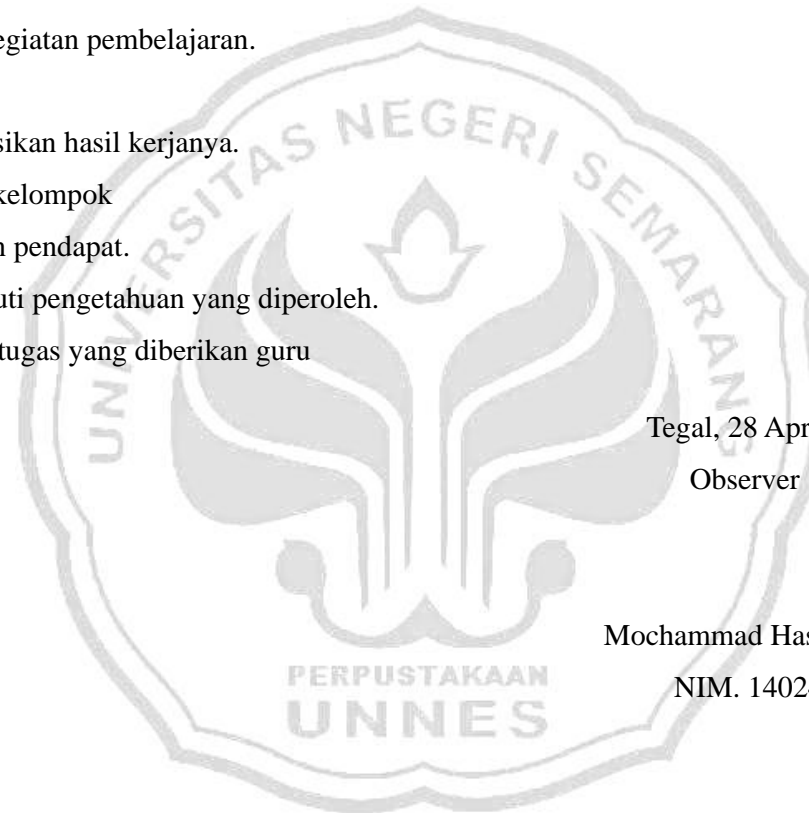 egiatan pembelajaran.
sikan hasil kerjanya.
kelompok
n pendapat.
uti pengetahuan yang diperoleh.
tugas yang diberikan guru
Tegal, 28 Apr
Observer
Mochammad Has
NIM. 1402
UNIVERSITAS NEGERI SEMARANG
PERPUSTAKAAN
UNNES